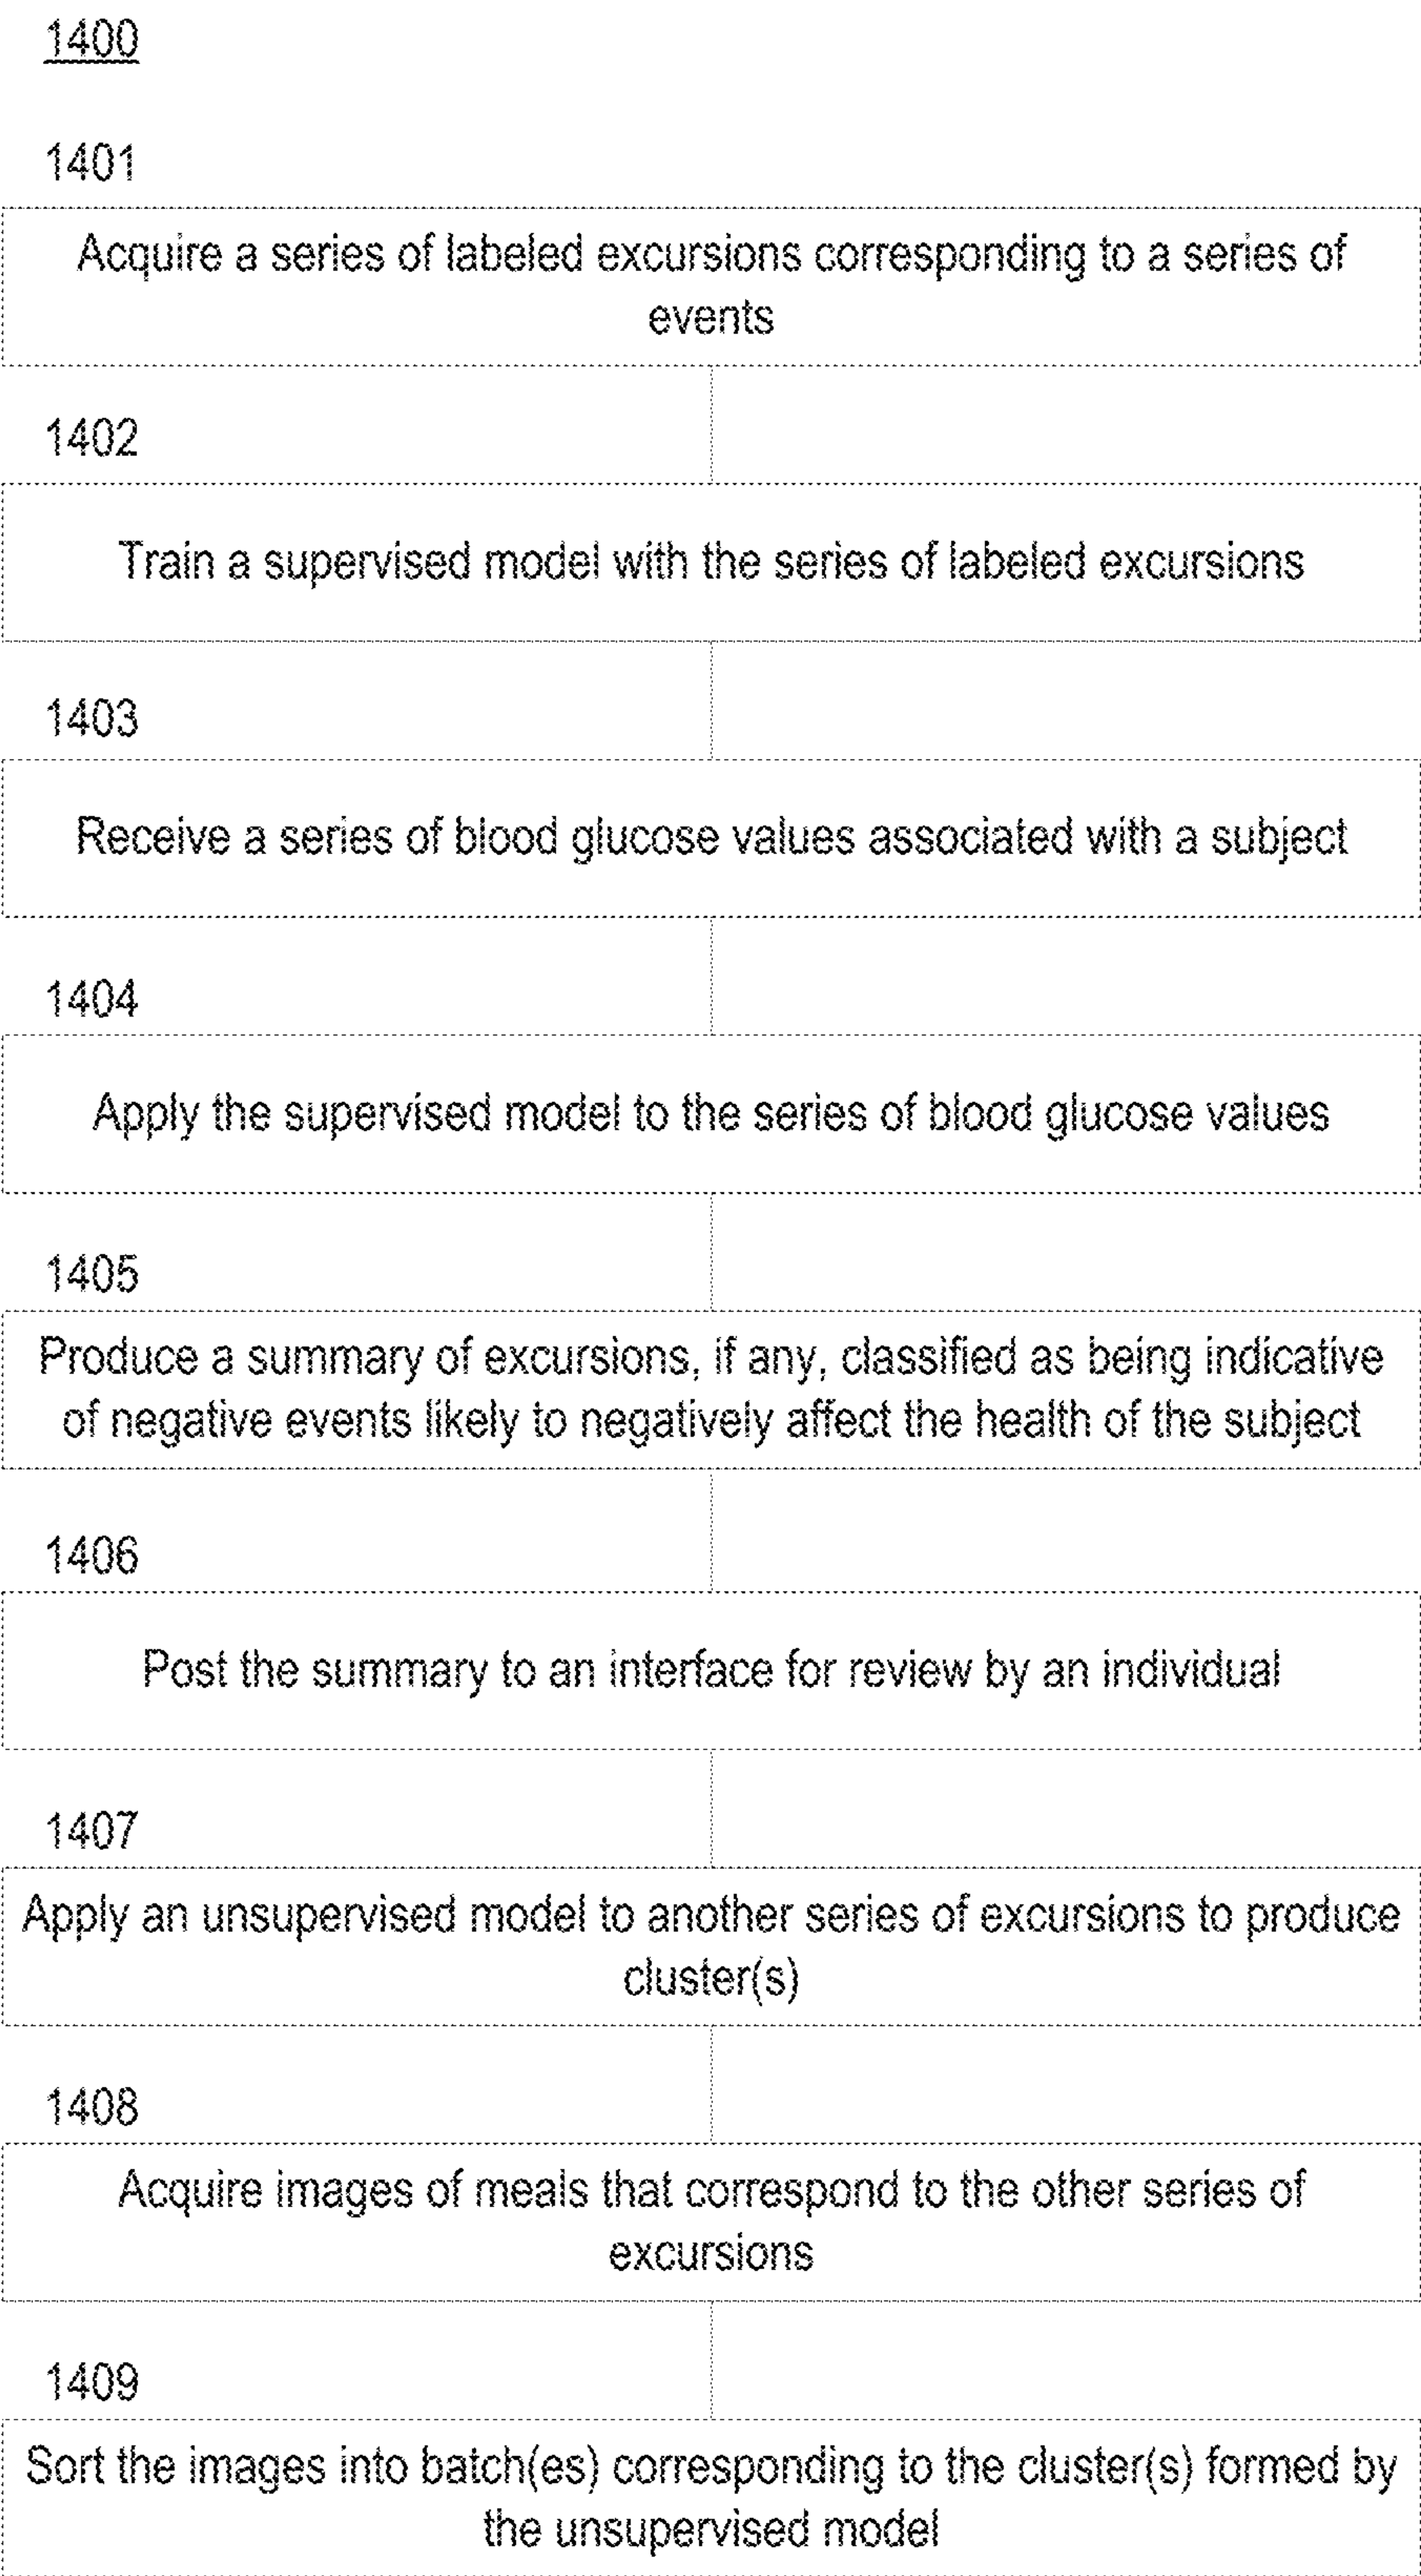 1400
1401
Acquire a series of labeled excursions corresponding to a series of
events
1402
Train a supervised model with the series of labeled excursions
1403
Receive a series of blood glucose values associated with a subject
1404
Apply the supervised model to the series of blood glucose values
1405
Produce a summary of excursions, if any, classified as being indicative
of negative events likely to negatively affect the health of the subject
1406
Post the summary to an interface for review by an individual
1407
Apply an unsupervised model to another series of excursions to produce
cluster(s)
1408
Acquire images of meals that correspond to the other series of
excursions
1409
Sort the images into batch(es) corresponding to the cluster(s) formed by
the unsupervised model